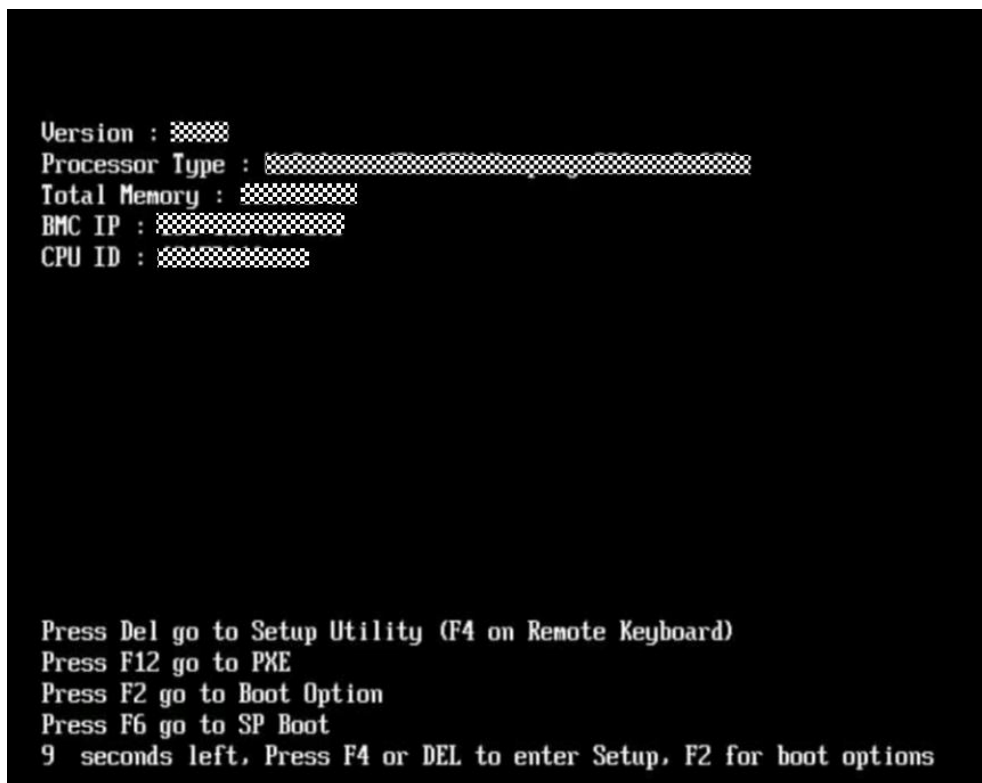 Version :
Processor Type :
Total Memory :
BMC IP :
CPU ID :
Press Del go to Setup Utility (F4 on Remote Keyboard)
Press F12 go to PXE
Press F2 go to Boot Option
Press F6 go to SP Boot
9 seconds left, Press F4 or DEL to enter Setup, F2 for boot options